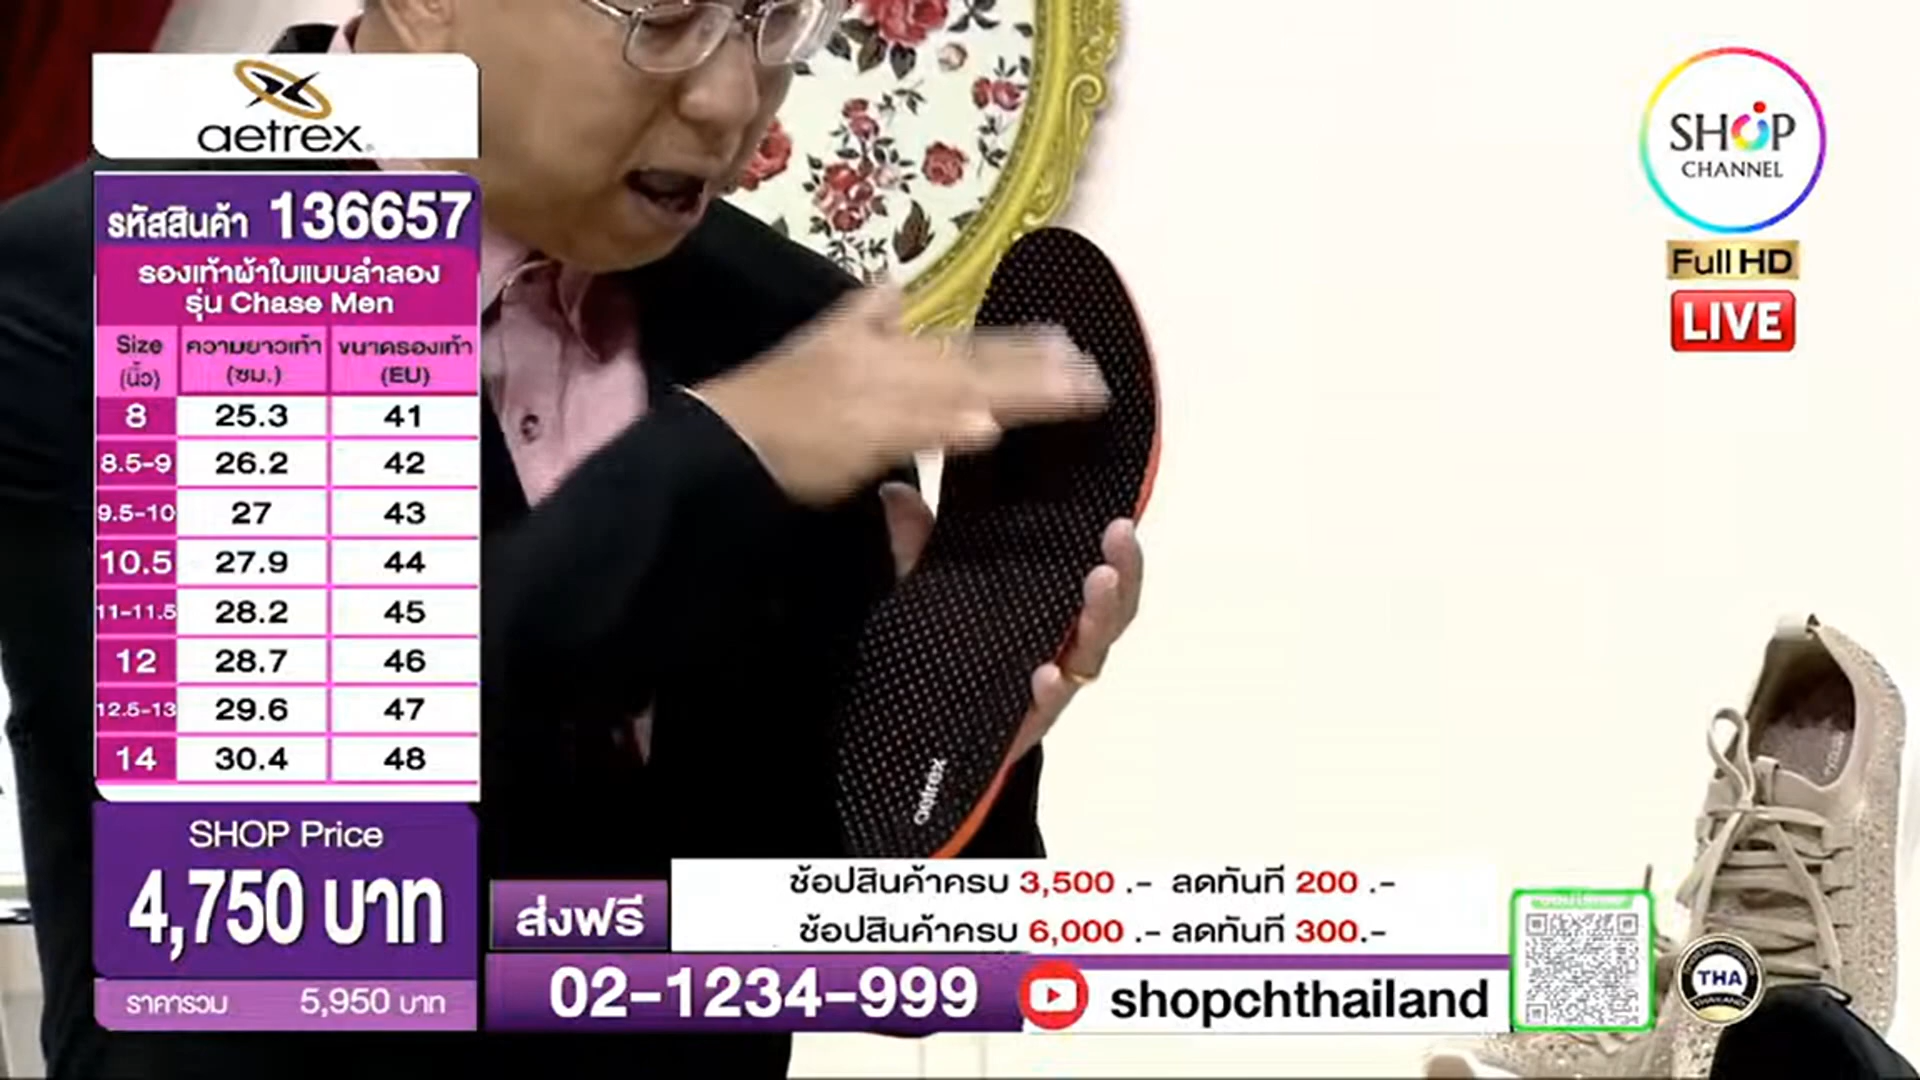 aetrex
รหัสสินค้า 136657
รองเท้าผ้าใบแบบลำลอง
รุ่น Chase Men
Size (นิ้ว) ความยาวเท้า (ซม.) ขนาดรองเท้า (EU)
8 25.3 41
8.5-9 26.2 42
9.5-10 27 43
10.5 27.9 44
11-11.5 28.2 45
12 28.7 46
12.5-13 29.6 47
14 30.4 48
SHOP Price
4,750 บาท
ราคารวม 5,950 บาท
SHOP
CHANNEL
Full HD
LIVE
aetrex
ส่งฟรี
ช้อปสินค้าครบ 3,500 .- ลดทันที 200 .-
ช้อปสินค้าครบ 6,000 .- ลดทันที 300.-
02-1234-999
shopchthailand
THA